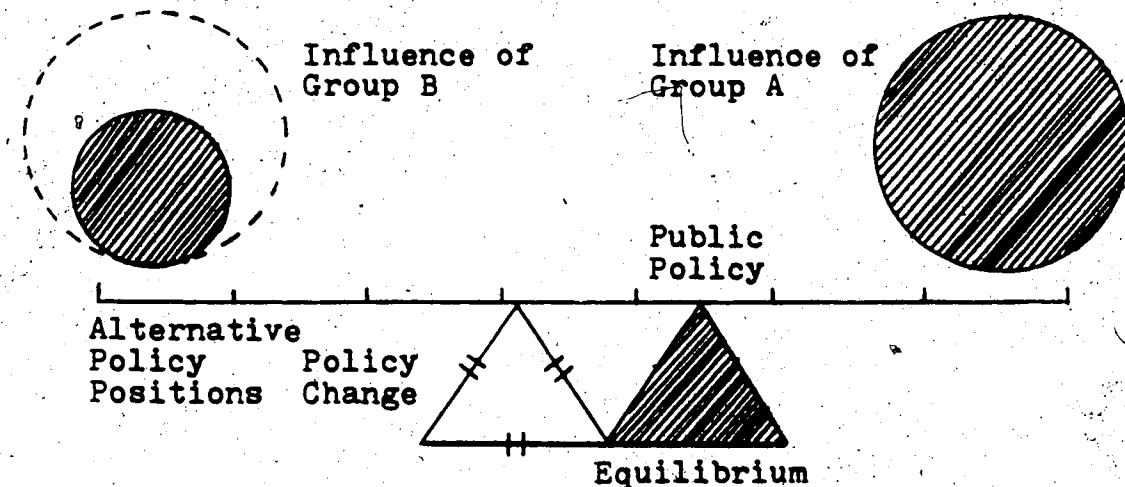 Influence of
Group B
Influence of
Group A
Public
Policy
Alternative
Policy
Positions
Policy
Change
Equilibrium